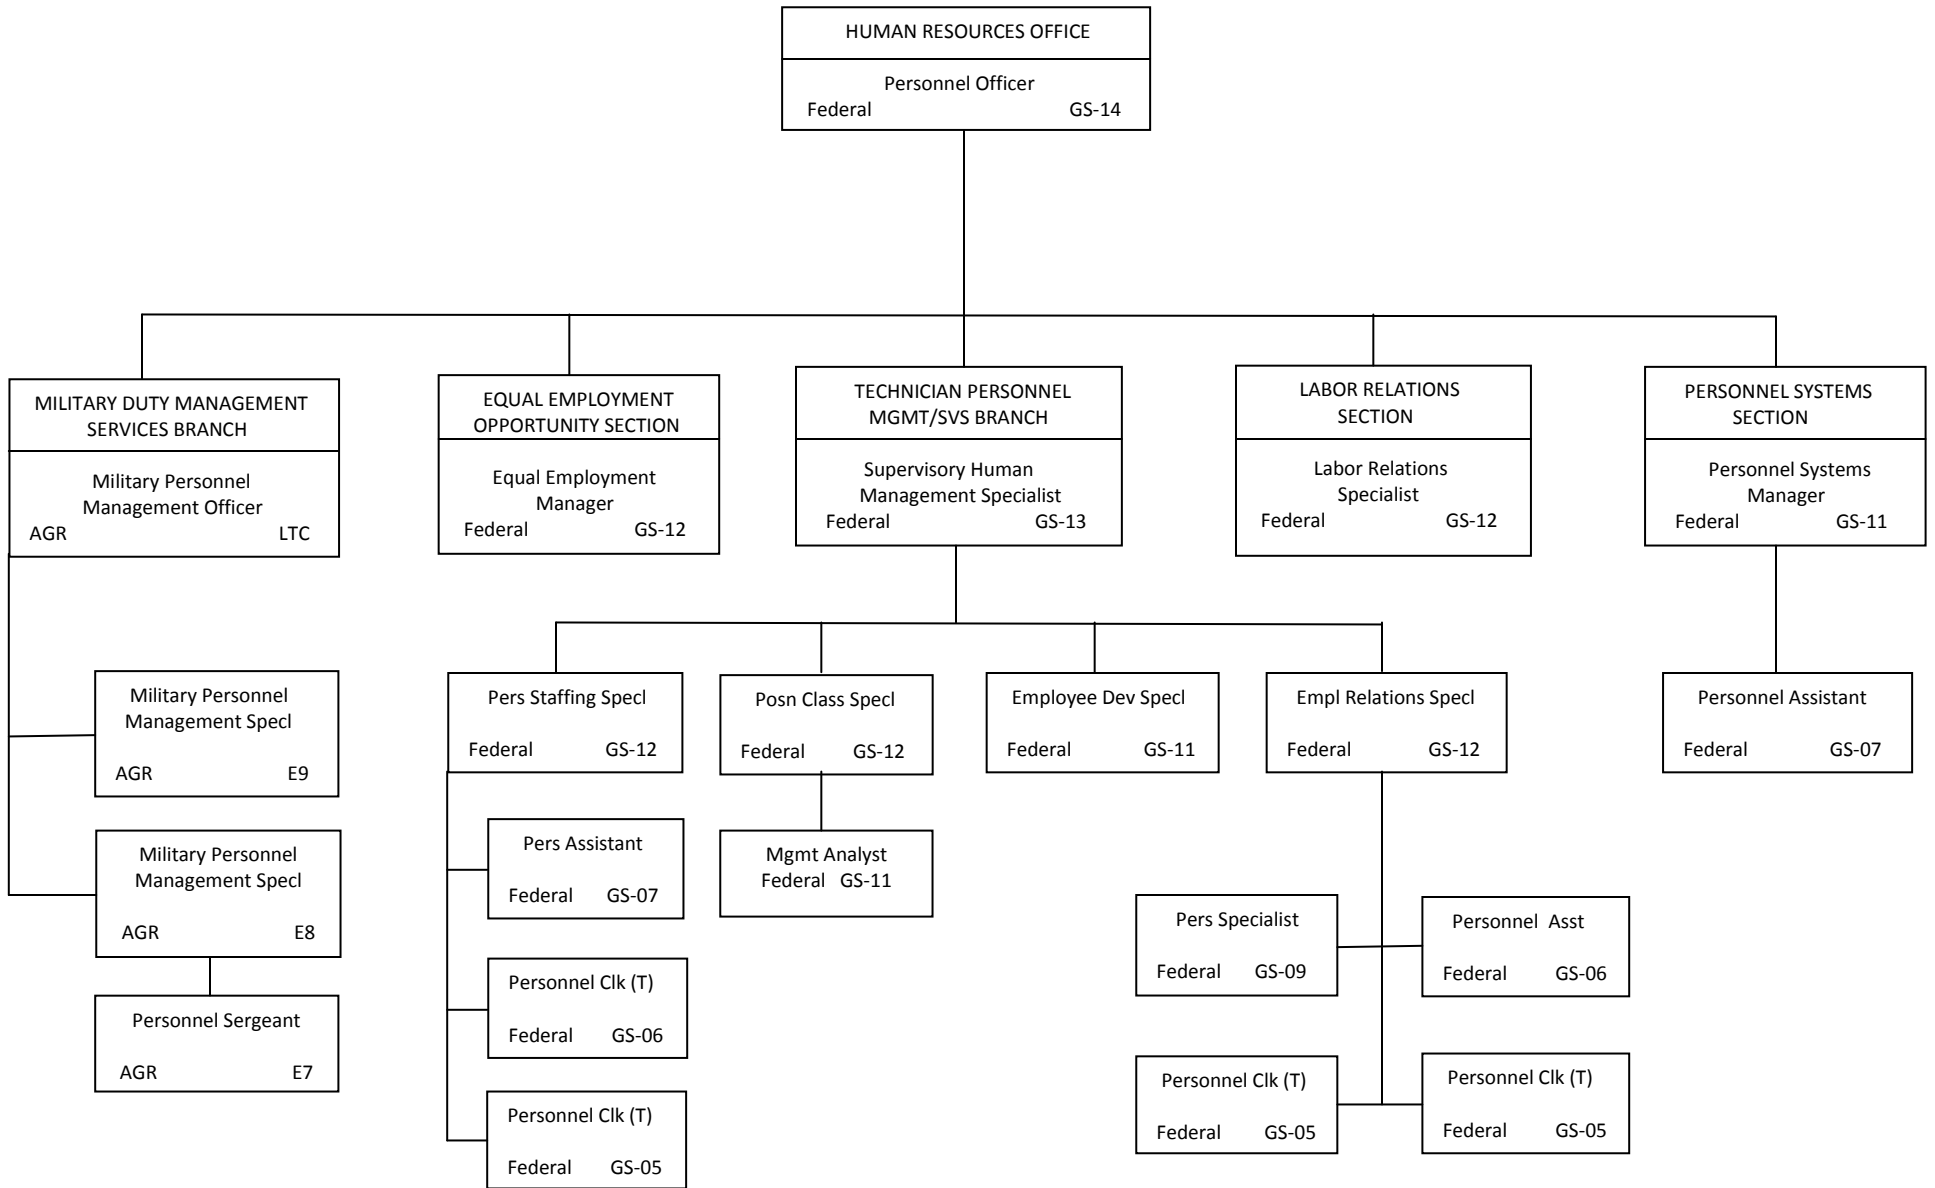 HUMAN RESOURCES OFFICE
Personnel Officer
Federal GS-14
MILITARY DUTY MANAGEMENT
SERVICES BRANCH
Military Personnel
Management Officer
AGR LTC
EQUAL EMPLOYMENT
OPPORTUNITY SECTION
Equal Employment
Manager
Federal GS-12
TECHNICIAN PERSONNEL
MGMT/SVS BRANCH
Supervisory Human
Management Specialist
Federal GS-13
LABOR RELATIONS
SECTION
Labor Relations
Specialist
Federal GS-12
PERSONNEL SYSTEMS
SECTION
Personnel Systems
Manager
Federal GS-11
Military Personnel
Management Specl
AGR E9
Military Personnel
Management Specl
AGR E8
Personnel Sergeant
AGR E7
Pers Staffing Specl
Federal GS-12
Pers Assistant
Federal GS-07
Personnel Clk (T)
Federal GS-06
Personnel Clk (T)
Federal GS-05
Posn Class Specl
Federal GS-12
Mgmt Analyst
Federal GS-11
Employee Dev Specl
Federal GS-11
Empl Relations Specl
Federal GS-12
Pers Specialist
Federal GS-09
Personnel Asst
Federal GS-06
Personnel Clk (T)
Federal GS-05
Personnel Clk (T)
Federal GS-05
Personnel Assistant
Federal GS-07